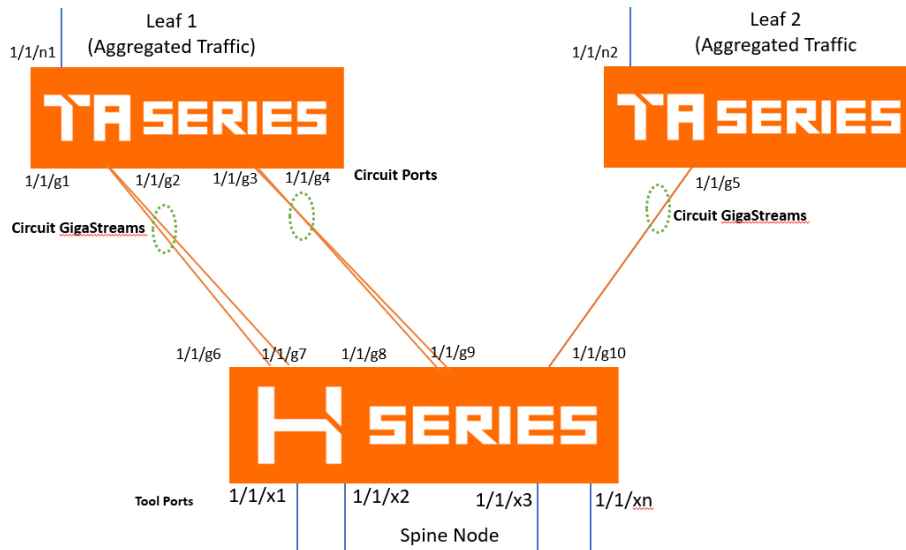 Leaf 1
(Aggregated Traffic)
1/1/n1
Leaf 2
(Aggregated Traffic
1/1/n2
TA SERIES
TA SERIES
1/1/g1
1/1/g2
1/1/g3
1/1/g4
Circuit Ports
1/1/g5
Circuit GigaStreams
Circuit GigaStreams
1/1/g6
1/1/g7
1/1/g8
1/1/g9
1/1/g10
H SERIES
Tool Ports
1/1/x1
1/1/x2
1/1/x3
1/1/xn
Spine Node